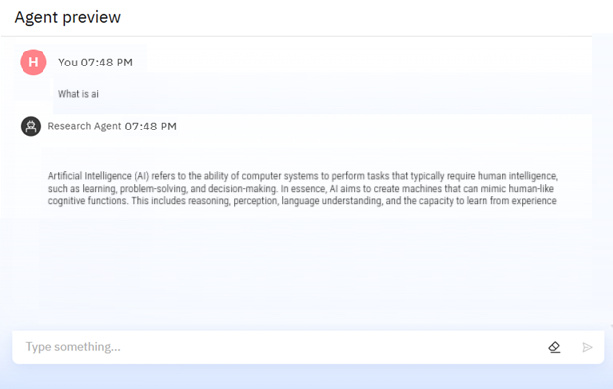 Agent preview
H
You 07:48 PM
What is ai
Research Agent 07:48 PM
Artificial Intelligence (AI) refers to the ability of computer systems to perform tasks that typically require human intelligence,
such as learning, problem-solving, and decision-making. In essence, AI aims to create machines that can mimic human-like
cognitive functions. This includes reasoning, perception, language understanding, and the capacity to learn from experience
Type something...